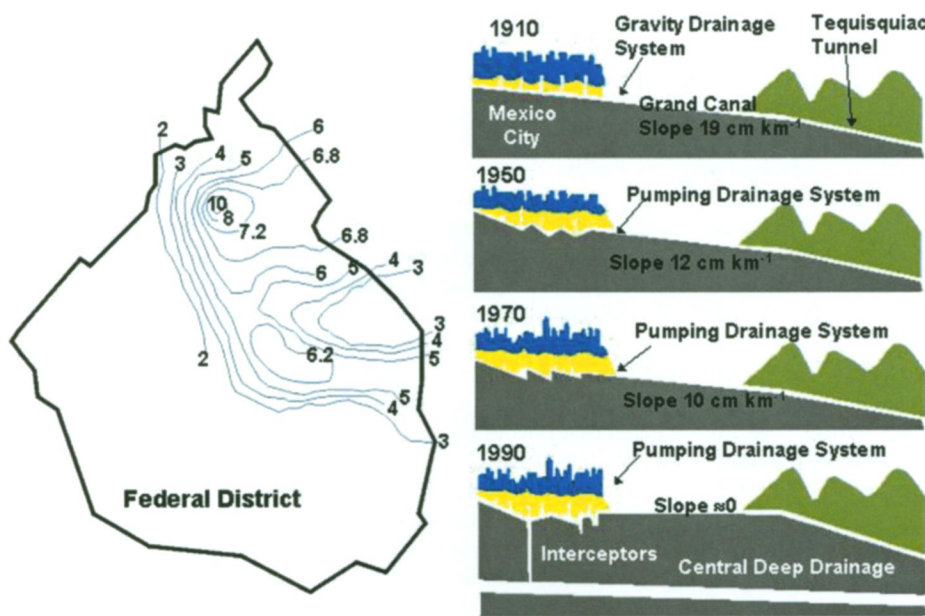 2
3
4
5
6
6.8
10
8
7.2
6.8
6
5
4
3
3
4
5
2
6.2
5
4
3
Federal District
1910
Gravity Drainage
System
Tequisquiac
Tunnel
Mexico
City
Grand Canal
Slope 19 cm km⁻¹
1950
Pumping Drainage System
Slope 12 cm km⁻¹
1970
Pumping Drainage System
Slope 10 cm km⁻¹
1990
Pumping Drainage System
Slope ≈0
Interceptors
Central Deep Drainage